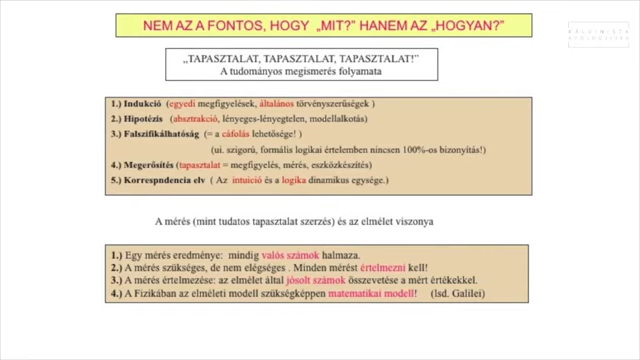 NEM AZ A FONTOS, HOGY „MIT?” HANEM AZ „HOGYAN?”
„TAPASZTALAT, TAPASZTALAT, TAPASZTALAT!”
A tudományos megismerés folyamata
1.) Indukció (egyedi megfigyelések, általános törvényszerűségek )
2.) Hipotézis (absztrakció, lényeges-lényegtelen, modellalkotás)
3.) Falszifikálhatóság (= a cáfolás lehetősége! )
(ui. szigorú, formális logikai értelemben nincsen 100%-os bizonyítás!)
4.) Megerősítés (tapasztalat = megfigyelés, mérés, eszközkészítés)
5.) Korrespndencia elv ( Az intuíció és a logika dinamikus egysége.)
A mérés (mint tudatos tapasztalat szerzés) és az elmélet viszonya
1.) Egy mérés eredménye: mindig valós számok halmaza.
2.) A mérés szükséges, de nem elégséges . Minden mérést értelmezni kell!
3.) A mérés értelmezése: az elmélet által jósolt számok összevetése a mért értékekkel.
4.) A Fizikában az elméleti modell szükségképpen matematikai modell! (lsd. Galilei)